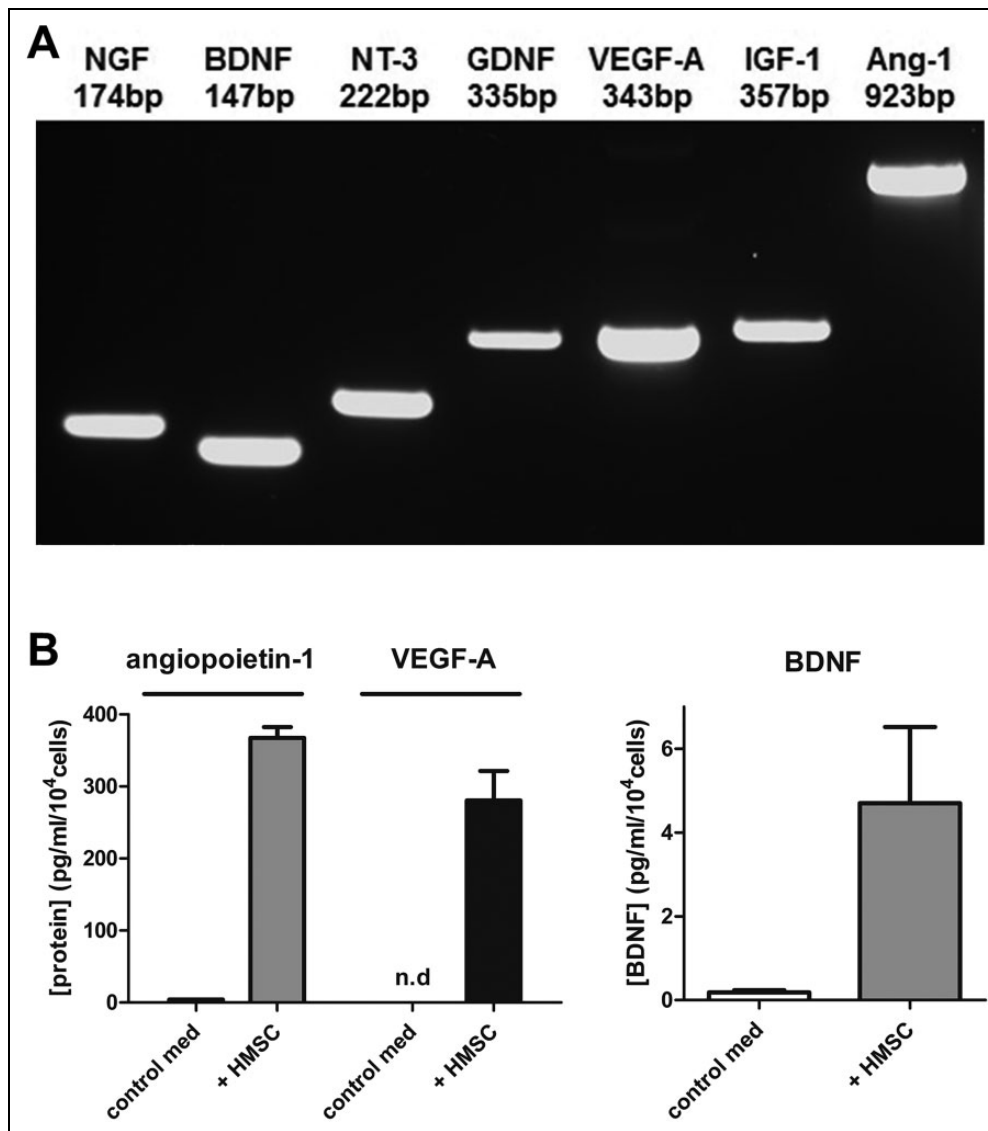 A
NGF BDNF NT-3 GDNF VEGF-A IGF-1 Ang-1
174bp 147bp 222bp 335bp 343bp 357bp 923bp
B
angiopoietin-1 VEGF-A
[protein] (pg/ml/10⁴cells)
400
300
200
100
0
n.d
control med
+ HMSC
control med
+ HMSC
BDNF
[BDNF] (pg/ml/10⁴cells)
6
4
2
0
control med
+ HMSC